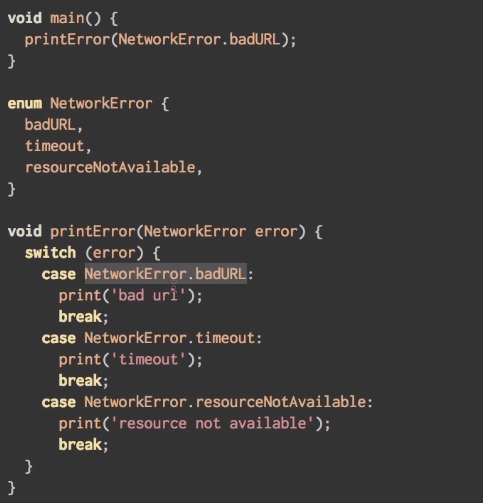 void main() {
  printError(NetworkError.badURL);
}

enum NetworkError {
  badURL,
  timeout,
  resourceNotAvailable,
}

void printError(NetworkError error) {
  switch (error) {
    case NetworkError.badURL:
      print('bad url');
      break;
    case NetworkError.timeout:
      print('timeout');
      break;
    case NetworkError.resourceNotAvailable:
      print('resource not available');
      break;
  }
}